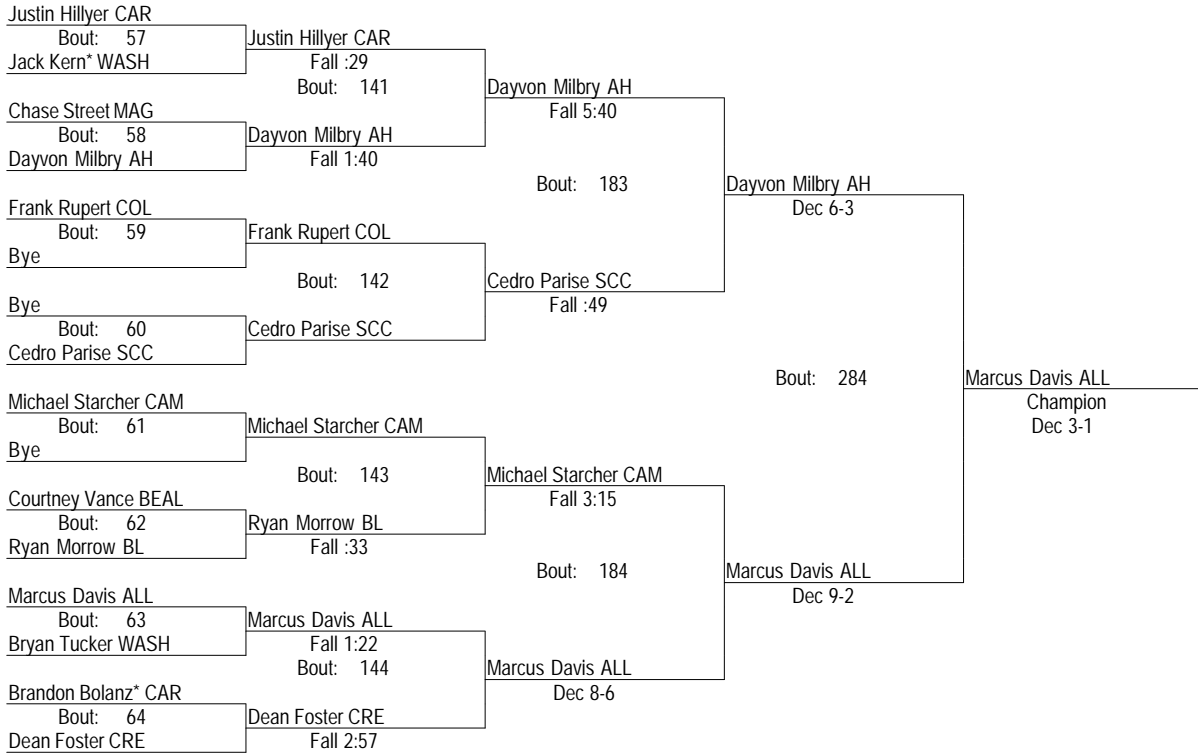 Justin Hillyer CAR
Bout: 57
Jack Kern* WASH
Chase Street MAG
Bout: 58
Dayvon Milbry AH
Frank Rupert COL
Bout: 59
Bye
Bye
Bout: 60
Cedro Parise SCC
Michael Starcher CAM
Bout: 61
Bye
Courtney Vance BEAL
Bout: 62
Ryan Morrow BL
Marcus Davis ALL
Bout: 63
Bryan Tucker WASH
Brandon Bolanz* CAR
Bout: 64
Dean Foster CRE
Justin Hillyer CAR
Fall :29
Bout: 141
Dayvon Milbry AH
Fall 1:40
Frank Rupert COL
Bout: 142
Cedro Parise SCC
Michael Starcher CAM
Bout: 143
Ryan Morrow BL
Fall :33
Marcus Davis ALL
Fall 1:22
Bout: 144
Dean Foster CRE
Fall 2:57
Dayvon Milbry AH
Fall 5:40
Bout: 183
Cedro Parise SCC
Fall :49
Michael Starcher CAM
Fall 3:15
Bout: 184
Marcus Davis ALL
Dec 8-6
Dayvon Milbry AH
Dec 6-3
Bout: 284
Marcus Davis ALL
Dec 9-2
Marcus Davis ALL
Champion
Dec 3-1